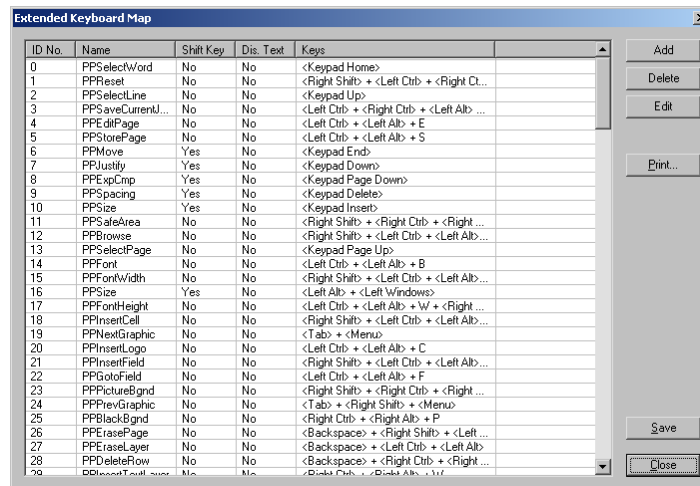 Extended Keyboard Map
ID No. Name Shift Key Dis. Text Keys Add
0 PPSelectWord No No <Keypad Home>
1 PPReset No No <Right Shift> + <Left Ctrl> + <Right Ct... Delete
2 PPSelectLine No No <Keypad Up>
3 PPSaveCurrentJ... No No <Left Ctrl> + <Right Ctrl> + <Left Alt> ... Edit
4 PPEditPage No No <Left Ctrl> + <Left Alt> + E
5 PPStorePage No No <Left Ctrl> + <Left Alt> + S
6 PPMove Yes No <Keypad End>
7 PPJustify Yes No <Keypad Down> Print...
8 PPExpCmp Yes No <Keypad Page Down>
9 PPSpacing Yes No <Keypad Delete>
10 PPSize Yes No <Keypad Insert>
11 PPSafeArea No No <Right Shift> + <Right Ctrl> + <Right ...
12 PPBrowse No No <Right Shift> + <Left Ctrl> + <Left Alt>...
13 PPSelectPage No No <Keypad Page Up>
14 PPFont No No <Left Ctrl> + <Left Alt> + B
15 PPFontWidth No No <Right Shift> + <Left Ctrl> + <Left Alt>...
16 PPSize Yes No <Left Alt> + <Left Windows>
17 PPFontHeight No No <Left Ctrl> + <Left Alt> + W + <Right ...
18 PPInsertCell No No <Right Shift> + <Left Ctrl> + <Left Alt>...
19 PPNextGraphic No No <Tab> + <Menu>
20 PPInsertLogo No No <Left Ctrl> + <Left Alt> + C
21 PPInsertField No No <Right Shift> + <Left Ctrl> + <Left Alt>...
22 PPGotoField No No <Left Ctrl> + <Left Alt> + F
23 PPPictureBgnd No No <Right Shift> + <Right Ctrl> + <Right ...
24 PPPrevGraphic No No <Tab> + <Right Shift> + <Menu>
25 PPBlackBgnd No No <Right Ctrl> + <Right Alt> + P
26 PPErasePage No No <Backspace> + <Right Shift> + <Left ... Save
27 PPEraseLayer No No <Backspace> + <Left Ctrl> + <Left Alt>
28 PPDeleteRow No No <Backspace> + <Right Ctrl> + <Right ... Close
29 PPInsertTextLayer No No <Right Ctrl> + <Right Alt> + W